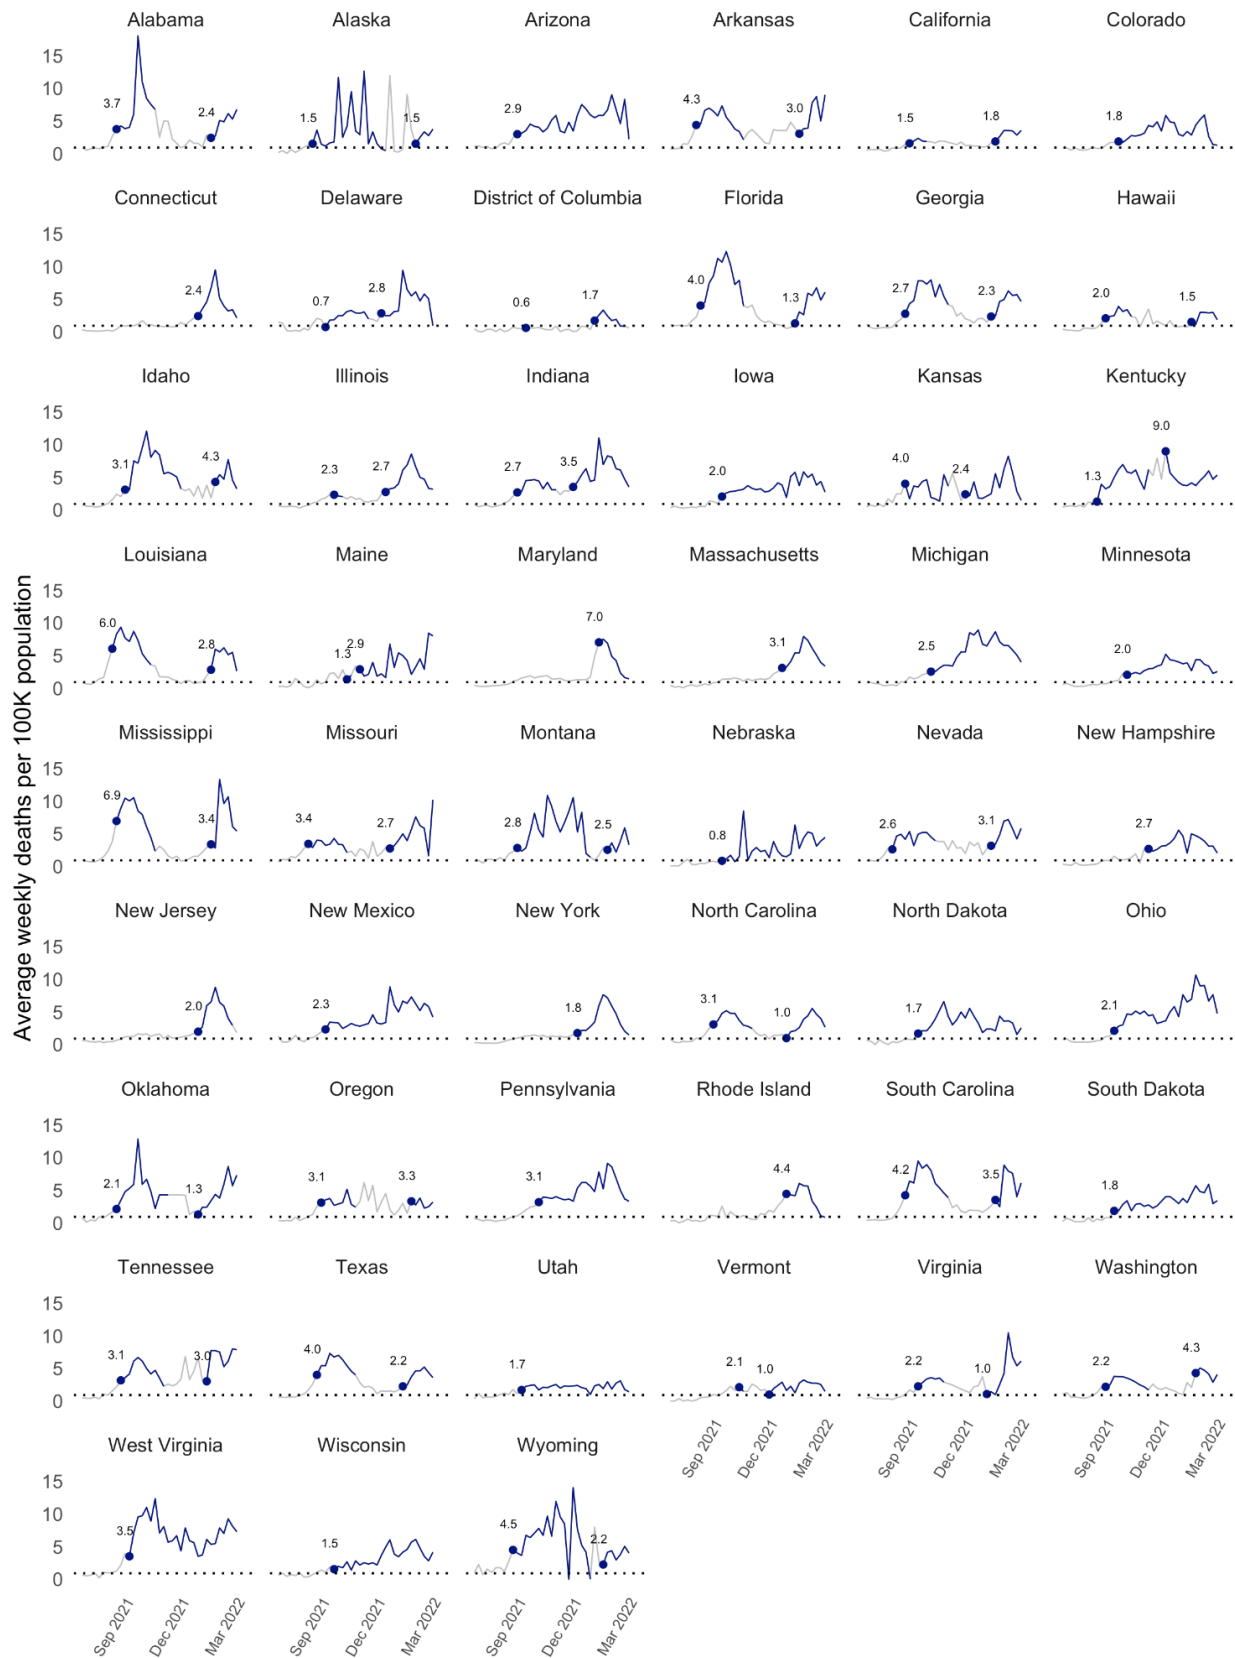 Average weekly deaths per 100K population
Alabama Alaska Arizona Arkansas California Colorado
15
10
5
0
3.7 2.4 1.5 1.5 2.9 4.3 3.0 1.5 1.8 1.8
Connecticut Delaware District of Columbia Florida Georgia Hawaii
15
10
5
0
2.4 0.7 2.8 0.6 1.7 4.0 1.3 2.7 2.3 2.0 1.5
Idaho Illinois Indiana Iowa Kansas Kentucky
15
10
5
0
3.1 4.3 2.3 2.7 2.7 3.5 2.0 4.0 2.4 1.3 9.0
Louisiana Maine Maryland Massachusetts Michigan Minnesota
15
10
5
0
6.0 2.8 1.3 2.9 7.0 3.1 2.5 2.0
Mississippi Missouri Montana Nebraska Nevada New Hampshire
15
10
5
0
6.9 3.4 3.4 2.7 2.8 2.5 0.8 2.6 3.1 2.7
New Jersey New Mexico New York North Carolina North Dakota Ohio
15
10
5
0
2.0 2.3 1.8 3.1 1.0 1.7 2.1
Oklahoma Oregon Pennsylvania Rhode Island South Carolina South Dakota
15
10
5
0
2.1 1.3 3.1 3.3 3.1 4.4 4.2 3.5 1.8
Tennessee Texas Utah Vermont Virginia Washington
15
10
5
0
3.1 3.0 4.0 2.2 1.7 2.1 1.0 2.2 1.0 2.2 4.3
Sep 2021 Dec 2021 Mar 2022 Sep 2021 Dec 2021 Mar 2022 Sep 2021 Dec 2021 Mar 2022
West Virginia Wisconsin Wyoming
15
10
5
0
3.5 1.5 4.5 2.2
Sep 2021 Dec 2021 Mar 2022 Sep 2021 Dec 2021 Mar 2022 Sep 2021 Dec 2021 Mar 2022